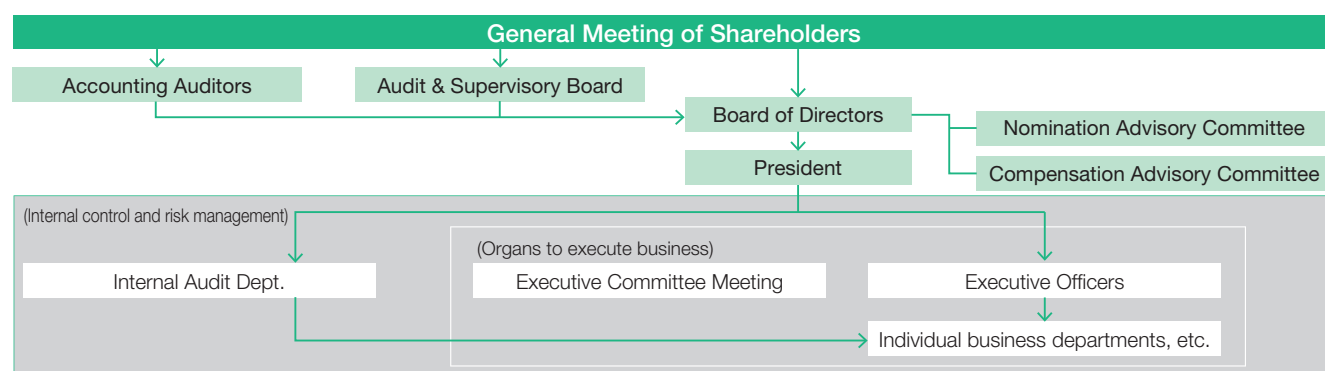 General Meeting of Shareholders
Accounting Auditors
Audit & Supervisory Board
Board of Directors
Nomination Advisory Committee
President
Compensation Advisory Committee
(Internal control and risk management)
(Organs to execute business)
Internal Audit Dept.
Executive Committee Meeting
Executive Officers
Individual business departments, etc.